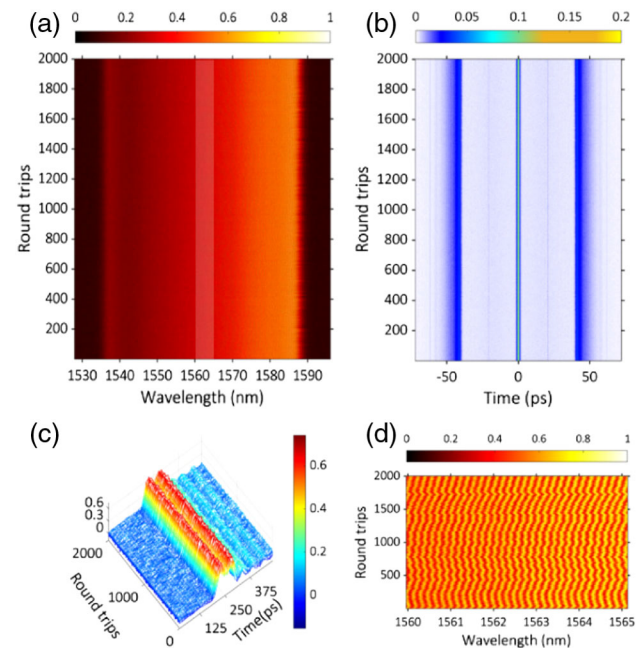 (a)
0 0.2 0.4 0.6 0.8 1
2000
1800
1600
1400
1200
1000
800
600
400
200
Round trips
1530 1540 1550 1560 1570 1580 1590
Wavelength (nm)
(b)
0 0.05 0.1 0.15 0.2
2000
1800
1600
1400
1200
1000
800
600
400
200
Round trips
-50 0 50
Time (ps)
(c)
0.6
0.3
0
2000
1000
0
Round trips
125
250
375
Time(ps)
0.6
0.4
0.2
0
(d)
0 0.2 0.4 0.6 0.8 1
2000
1500
1000
500
Round trips
1560 1561 1562 1563 1564 1565
Wavelength (nm)